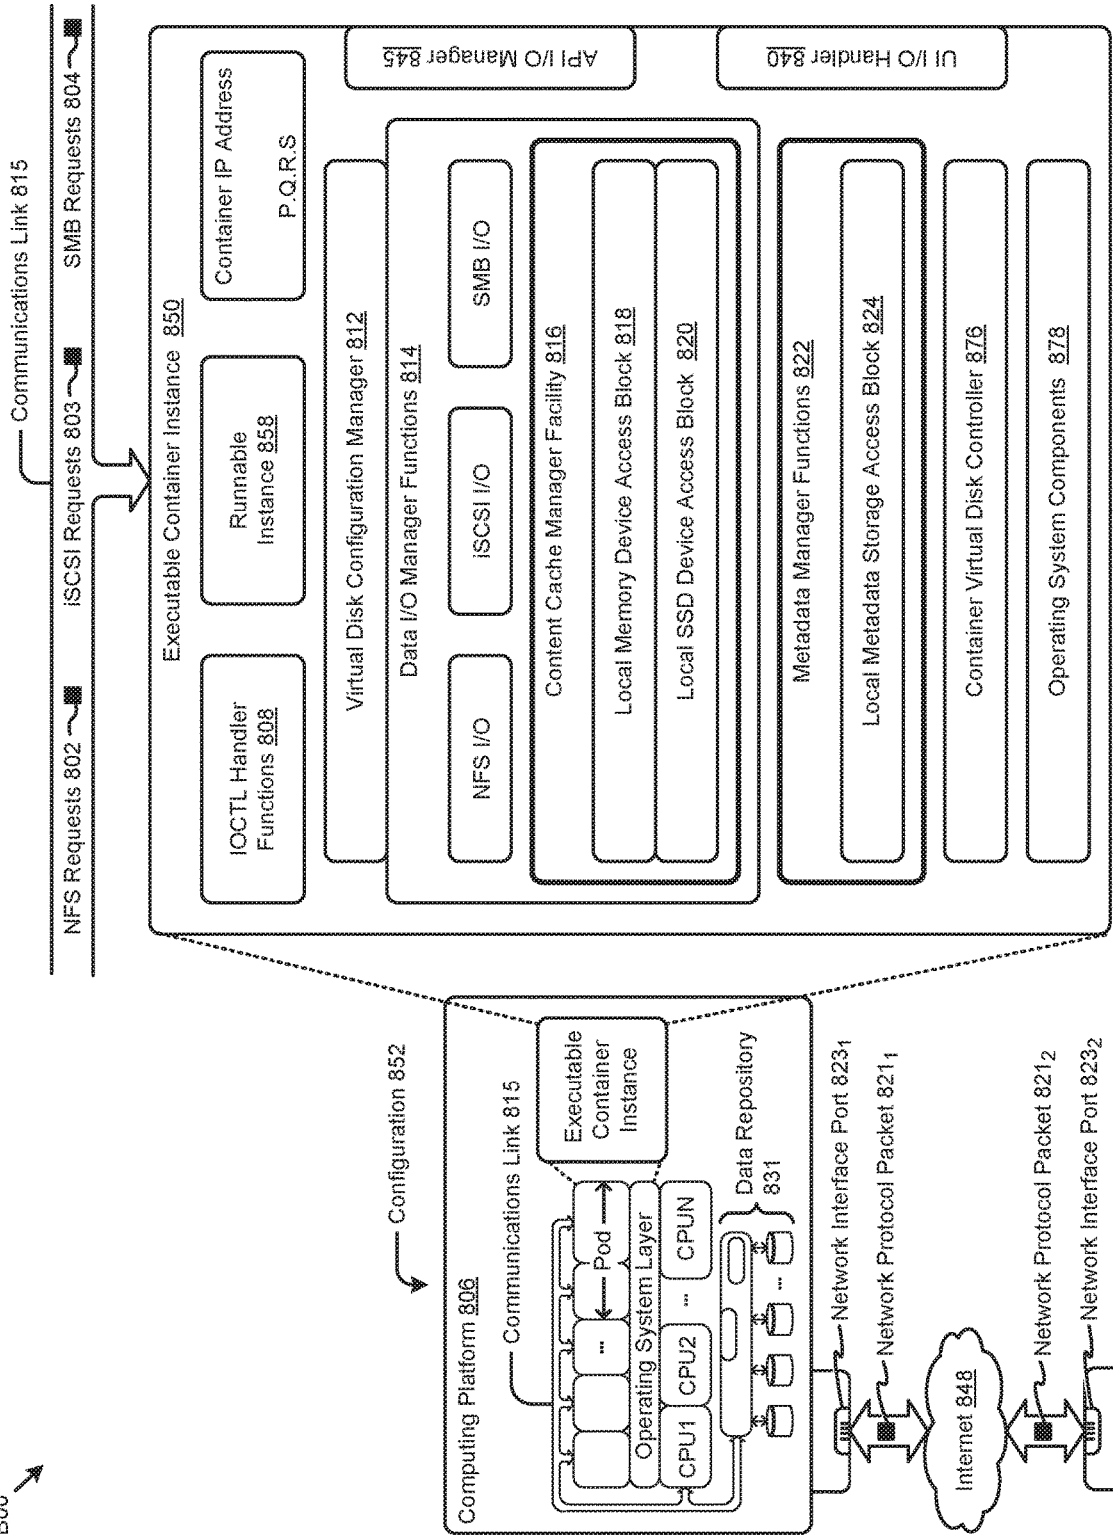 Communications Link 815
NFS Requests 802
iSCSI Requests 803
SMB Requests 804
Executable Container Instance 850
IOCTL Handler
Functions 808
Runnable
Instance 858
Container IP Address
P.Q.R.S
Virtual Disk Configuration Manager 812
Data I/O Manager Functions 814
NFS I/O
iSCSI I/O
SMB I/O
Content Cache Manager Facility 816
Local Memory Device Access Block 818
Local SSD Device Access Block 820
Metadata Manager Functions 822
Local Metadata Storage Access Block 824
Container Virtual Disk Controller 876
Operating System Components 878
API I/O Manager 845
UI I/O Handler 840
Configuration 852
Computing Platform 806
Communications Link 815
...
Pod
Operating System Layer
CPU1
CPU2
...
CPUN
Executable
Container
Instance
Data Repository
831
...
Network Interface Port 823₁
Network Protocol Packet 821₁
Internet 848
Network Protocol Packet 821₂
Network Interface Port 823₂